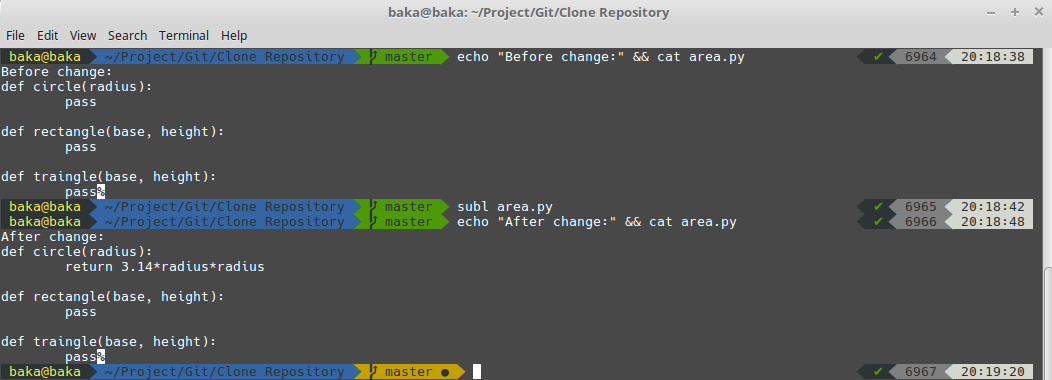 baka@baka: ~/Project/Git/Clone Repository
File Edit View Search Terminal Help
baka@baka ~/Project/Git/Clone Repository master echo "Before change:" && cat area.py ✔ 6964 20:18:38
Before change:
def circle(radius):
        pass
def rectangle(base, height):
        pass
def traingle(base, height):
        pass%
baka@baka ~/Project/Git/Clone Repository master subl area.py ✔ 6965 20:18:42
baka@baka ~/Project/Git/Clone Repository master echo "After change:" && cat area.py ✔ 6966 20:18:48
After change:
def circle(radius):
        return 3.14*radius*radius
def rectangle(base, height):
        pass
def traingle(base, height):
        pass%
baka@baka ~/Project/Git/Clone Repository master ● ✔ 6967 20:19:20